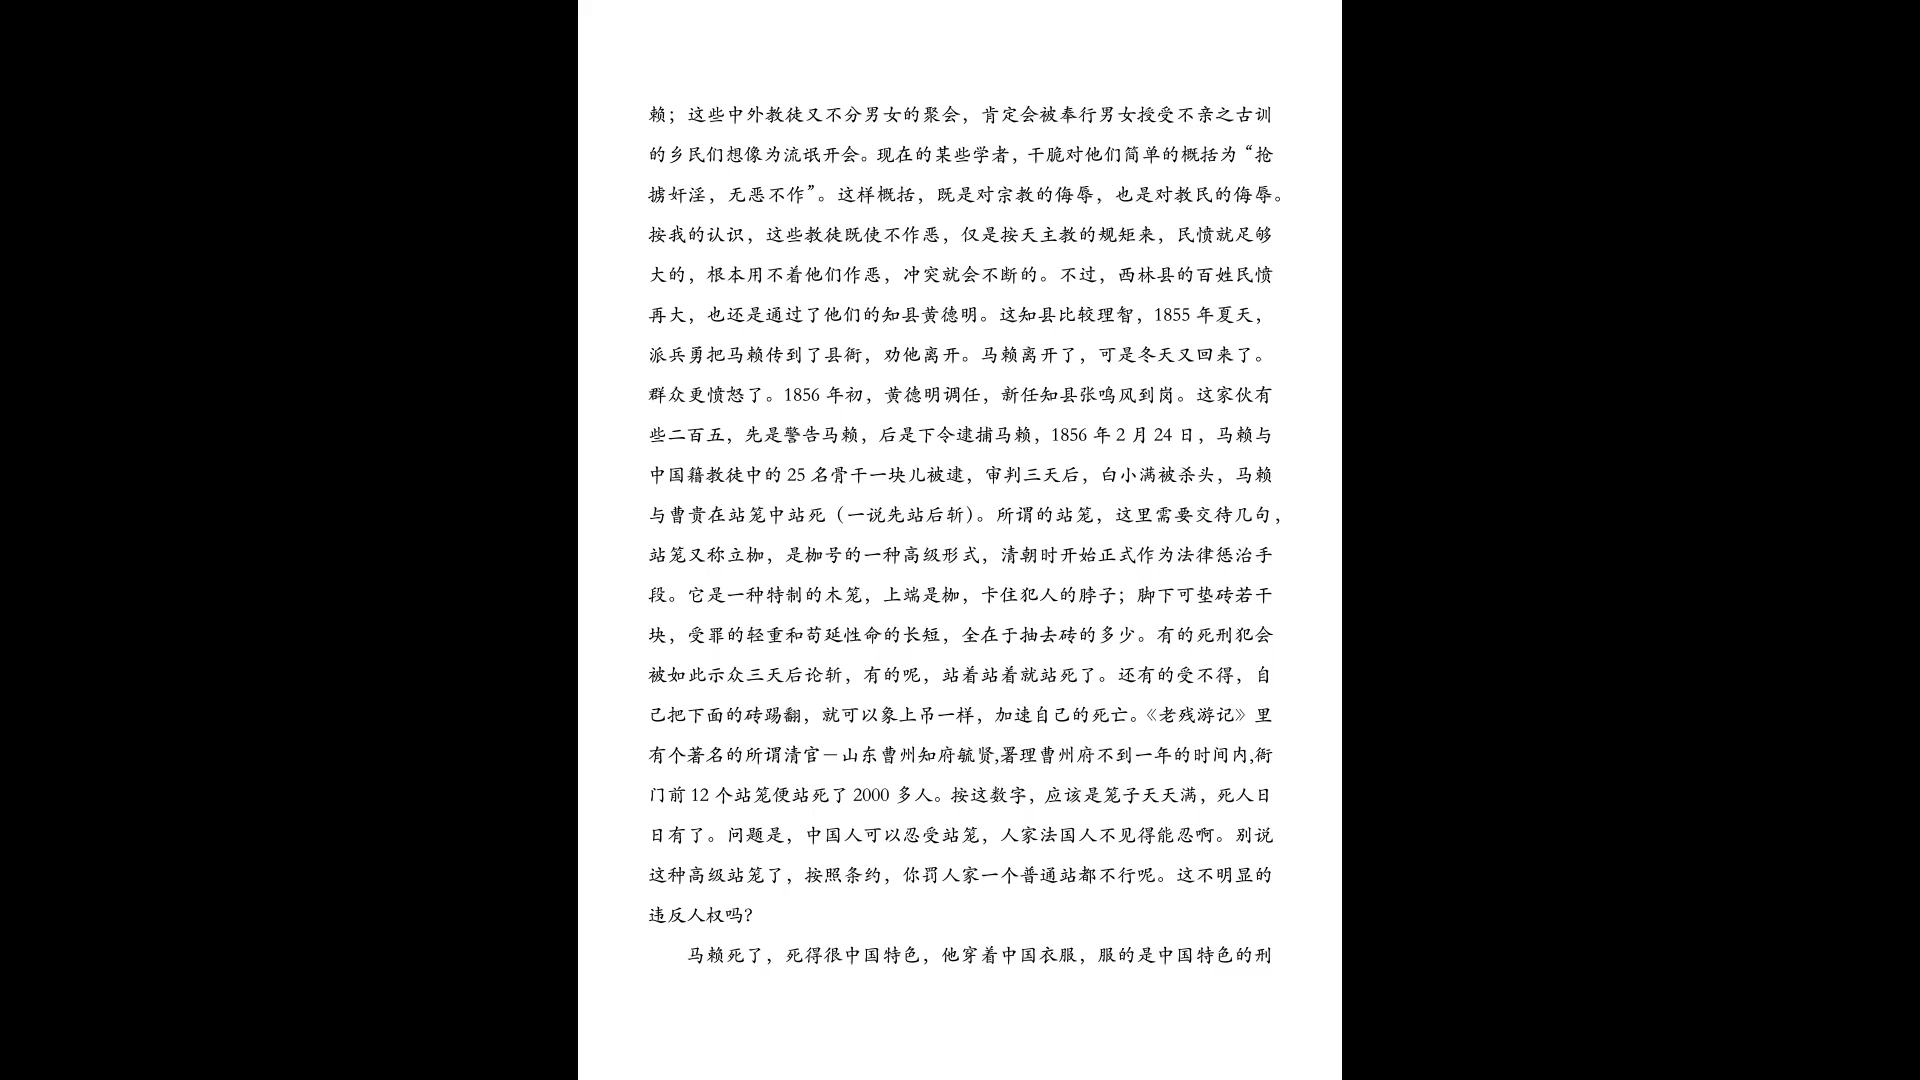 赖；这些中外教徒又不分男女的聚会，肯定会被奉行男女授受不亲之古训
的乡民们想像为流氓开会。现在的某些学者，干脆对他们简单的概括为“抢
掳奸淫，无恶不作”。这样概括，既是对宗教的侮辱，也是对教民的侮辱。
按我的认识，这些教徒既使不作恶，仅是按天主教的规矩来，民愤就足够
大的，根本用不着他们作恶，冲突就会不断的。不过，西林县的百姓民愤
再大，也还是通过了他们的知县黄德明。这知县比较理智，1855 年夏天，
派兵勇把马赖传到了县衙，劝他离开。马赖离开了，可是冬天又回来了。
群众更愤怒了。1856 年初，黄德明调任，新任知县张鸣风到岗。这家伙有
些二百五，先是警告马赖，后是下令逮捕马赖，1856 年 2 月 24 日，马赖与
中国籍教徒中的 25 名骨干一块儿被逮，审判三天后，白小满被杀头，马赖
与曹贵在站笼中站死（一说先站后斩）。所谓的站笼，这里需要交待几句，
站笼又称立枷，是枷号的一种高级形式，清朝时开始正式作为法律惩治手
段。它是一种特制的木笼，上端是枷，卡住犯人的脖子；脚下可垫砖若干
块，受罪的轻重和苟延性命的长短，全在于抽去砖的多少。有的死刑犯会
被如此示众三天后论斩，有的呢，站着站着就站死了。还有的受不得，自
己把下面的砖踢翻，就可以象上吊一样，加速自己的死亡。《老残游记》里
有个著名的所谓清官－山东曹州知府毓贤,署理曹州府不到一年的时间内,衙
门前 12 个站笼便站死了 2000 多人。按这数字，应该是笼子天天满，死人日
日有了。问题是，中国人可以忍受站笼，人家法国人不见得能忍啊。别说
这种高级站笼了，按照条约，你罚人家一个普通站都不行呢。这不明显的
违反人权吗？
马赖死了，死得很中国特色，他穿着中国衣服，服的是中国特色的刑